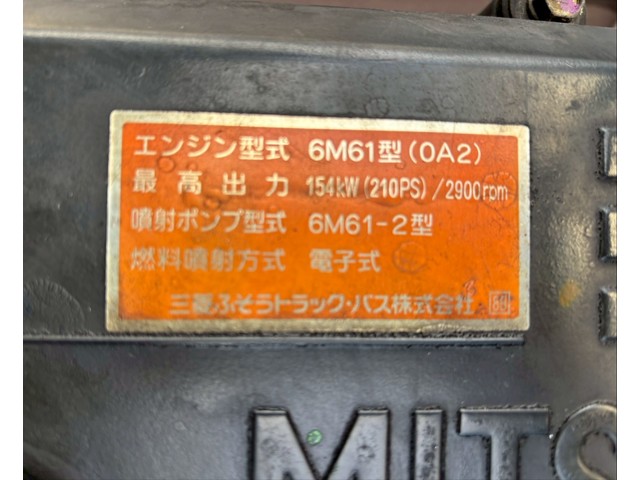 エンジン型式 6M61型(0A2)
最高出力 154kW(210PS)/2900rpm
噴射ポンプ型式 6M61-2型
燃料噴射方式 電子式
三菱ふそうトラック・バス株式会社
MITS